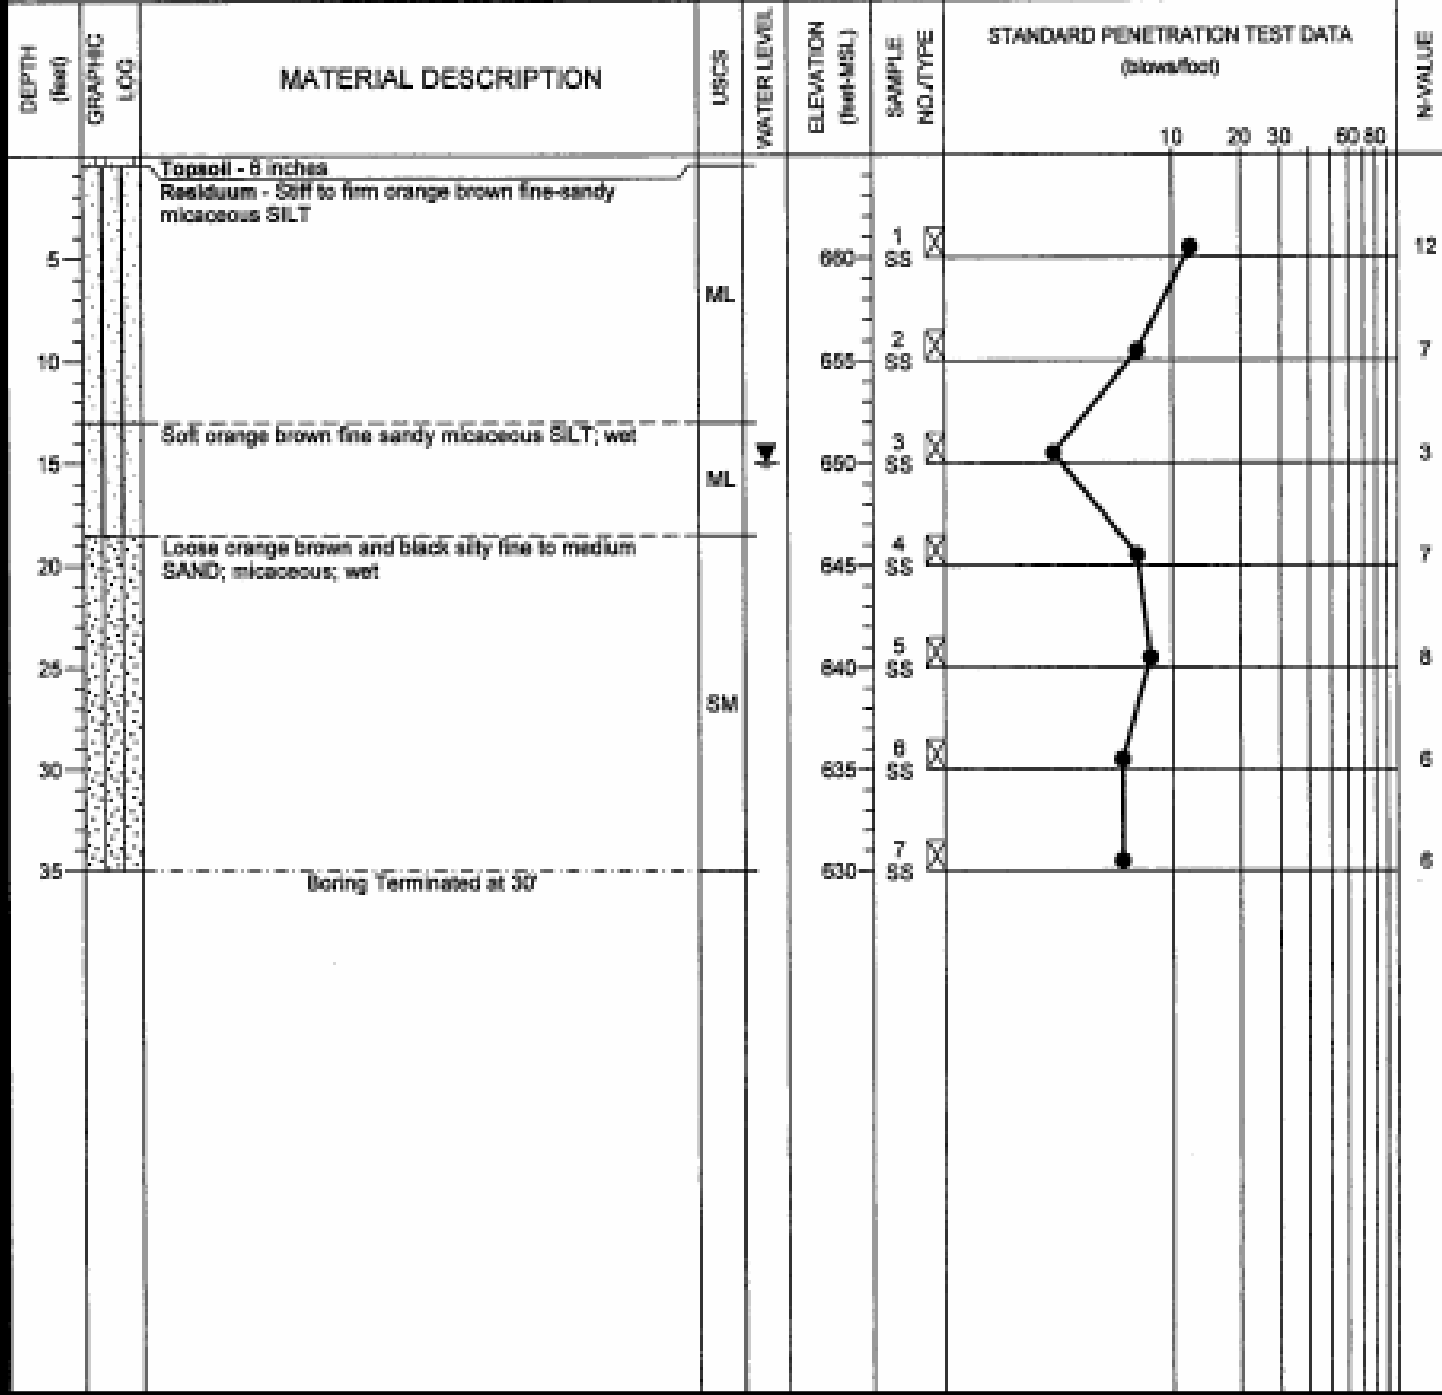 DEPTH
(feet)
GRAPHIC
LOG
MATERIAL DESCRIPTION
USCS
WATER LEVEL
ELEVATION
(feet-MSL)
SAMPLE
NO./TYPE
STANDARD PENETRATION TEST DATA
(blows/foot)
10 20 30 60 80
N-VALUE
Topsoil - 6 inches
Residuum - Stiff to firm orange brown fine-sandy
micaceous SILT
5
ML
660
1
SS
12
10
655
2
SS
7
Soft orange brown fine sandy micaceous SILT; wet
15
ML
650
3
SS
3
Loose orange brown and black silty fine to medium
SAND; micaceous; wet
20
645
4
SS
7
25
640
5
SS
8
SM
30
635
6
SS
6
35
630
7
SS
6
Boring Terminated at 30'